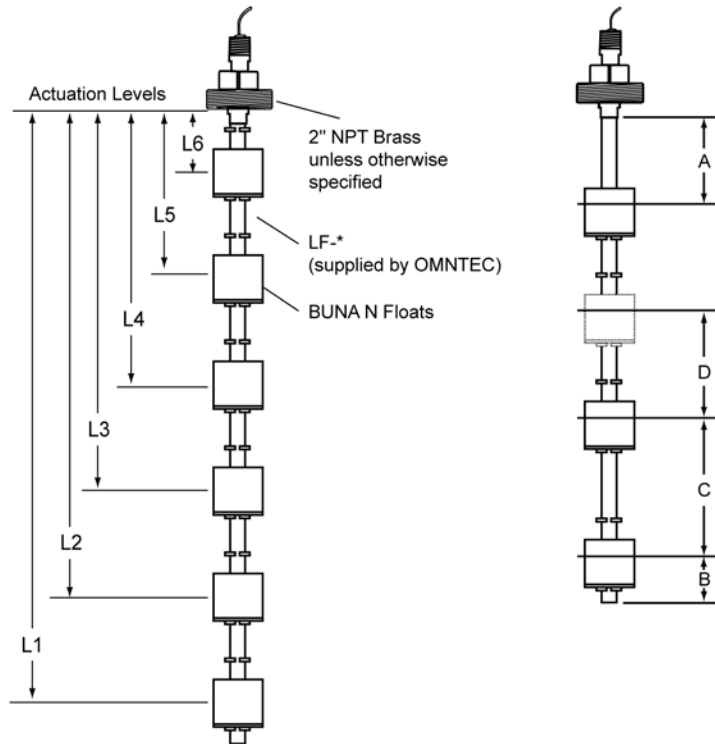 Actuation Levels
L6
2" NPT Brass
unless otherwise
specified
A
L5
LF-*
(supplied by OMNTEC)
L4
BUNA N Floats
D
L3
C
L2
B
L1